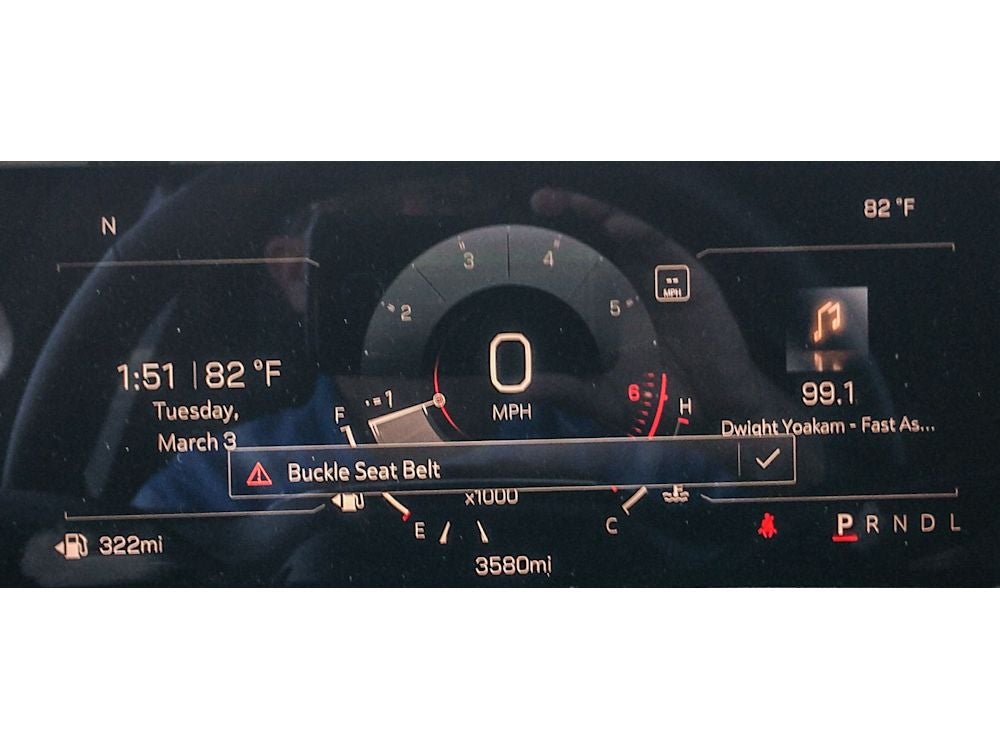 N
82 °F
3
4
2
5
MPH
0
MPH
1:51 | 82 °F
Tuesday,
March 3
1
6
F
H
99.1
Dwight Yoakam - Fast As...
Buckle Seat Belt
x1000
E
C
P R N D L
322mi
3580mi